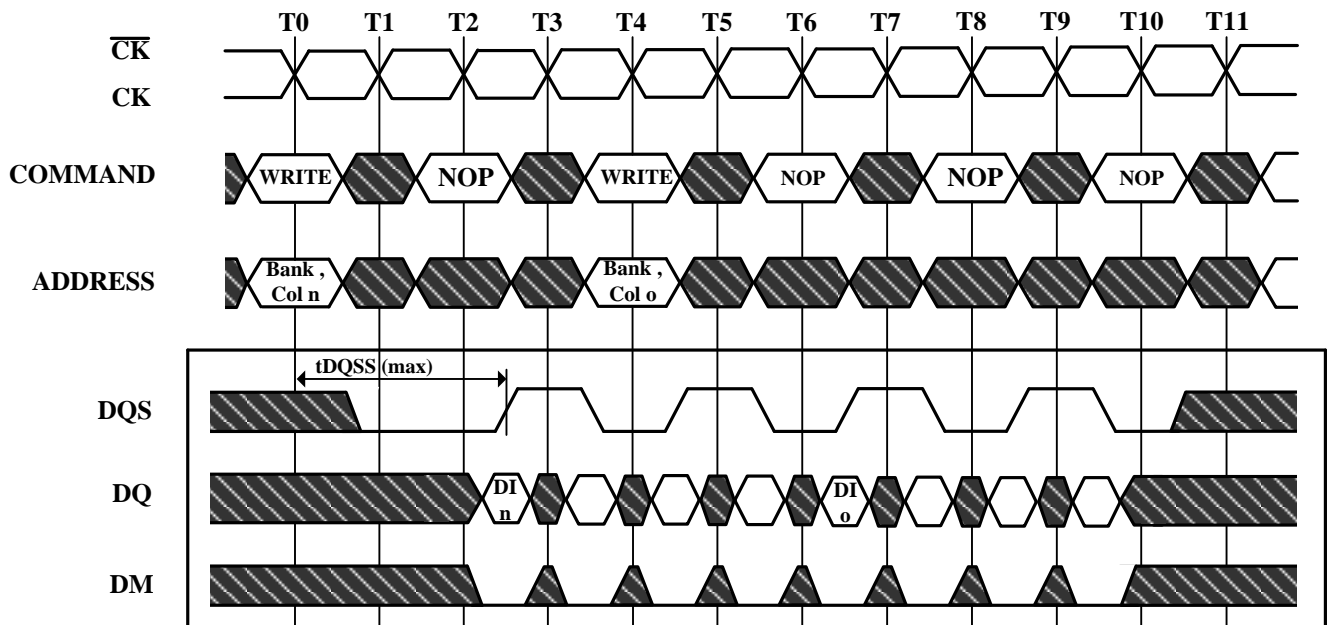 T0 T1 T2 T3 T4 T5 T6 T7 T8 T9 T10 T11
CK
CK
COMMAND WRITE NOP WRITE NOP NOP NOP
ADDRESS Bank , Col n Bank , Col o
tDQSS (max)
DQS
DQ DI n DI o
DM